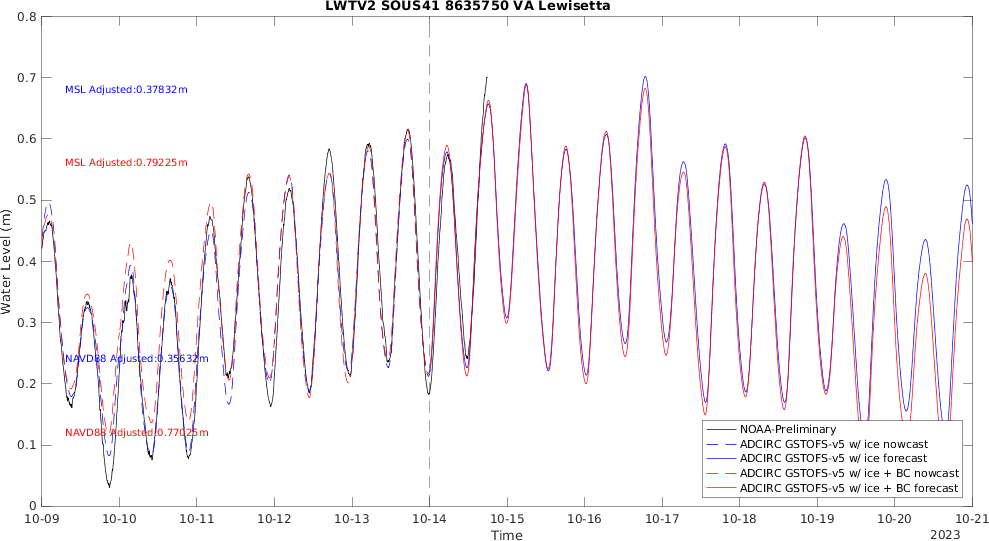 LWTV2 SOUS41 8635750 VA Lewisetta
0.8
0.7
0.6
0.5
0.4
0.3
0.2
0.1
0
Water Level (m)
MSL Adjusted:0.37832m
MSL Adjusted:0.79225m
NAVD88 Adjusted:0.35632m
NAVD88 Adjusted:0.77025m
NOAA-Preliminary
ADCIRC GSTOFS-v5 w/ ice nowcast
ADCIRC GSTOFS-v5 w/ ice forecast
ADCIRC GSTOFS-v5 w/ ice + BC nowcast
ADCIRC GSTOFS-v5 w/ ice + BC forecast
10-09 10-10 10-11 10-12 10-13 10-14 10-15 10-16 10-17 10-18 10-19 10-20 10-21
Time
2023